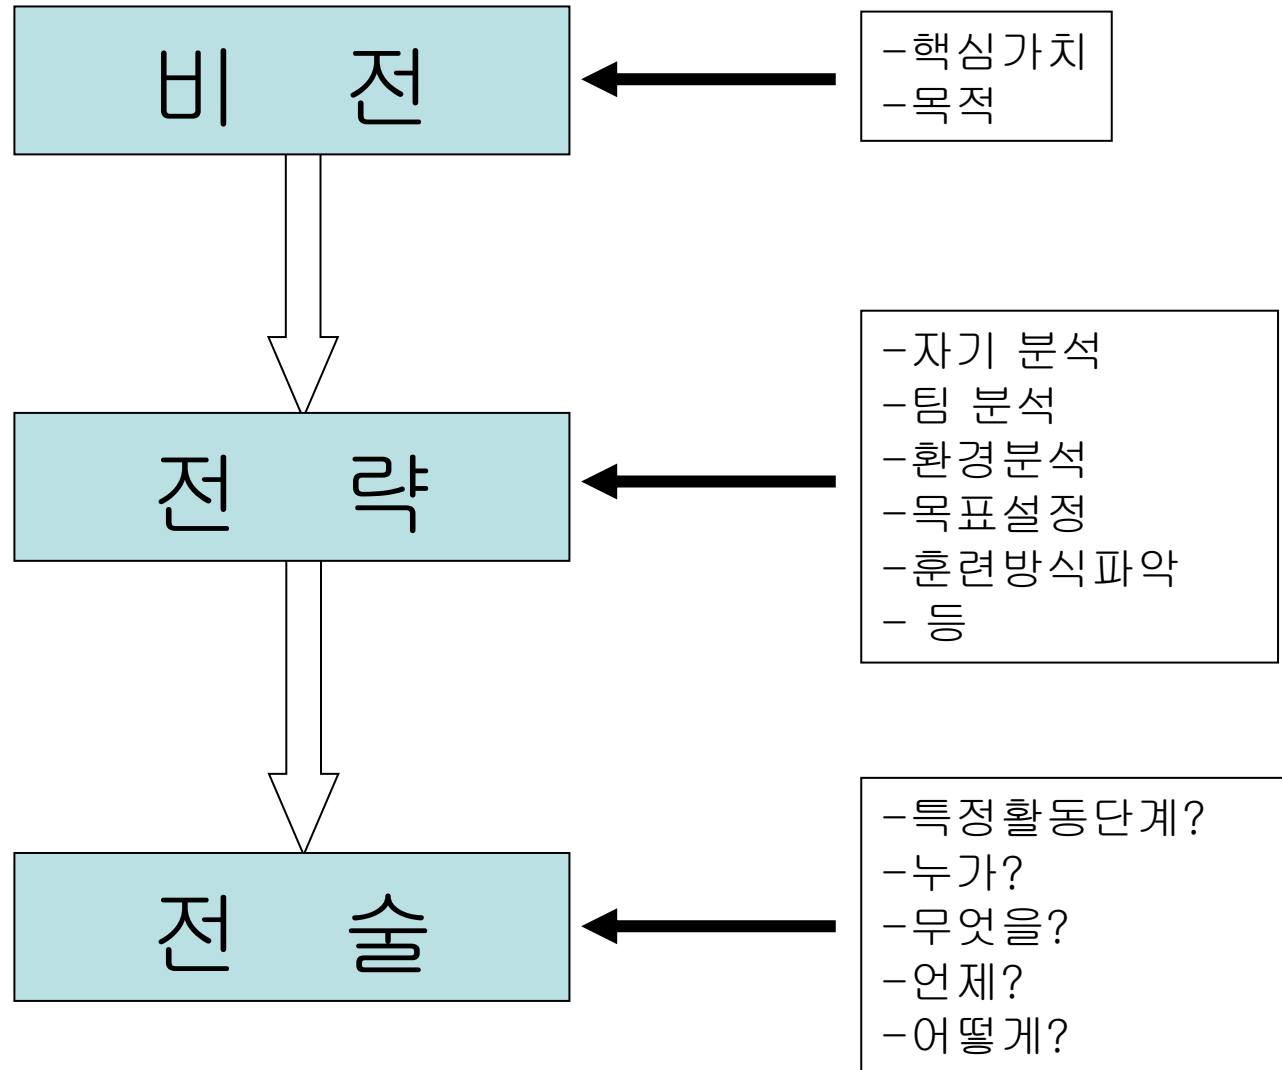 비 전
-핵심가치
-목적
전 략
-자기 분석
-팀 분석
-환경분석
-목표설정
-훈련방식파악
- 등
전 술
-특정활동단계?
-누가?
-무엇을?
-언제?
-어떻게?